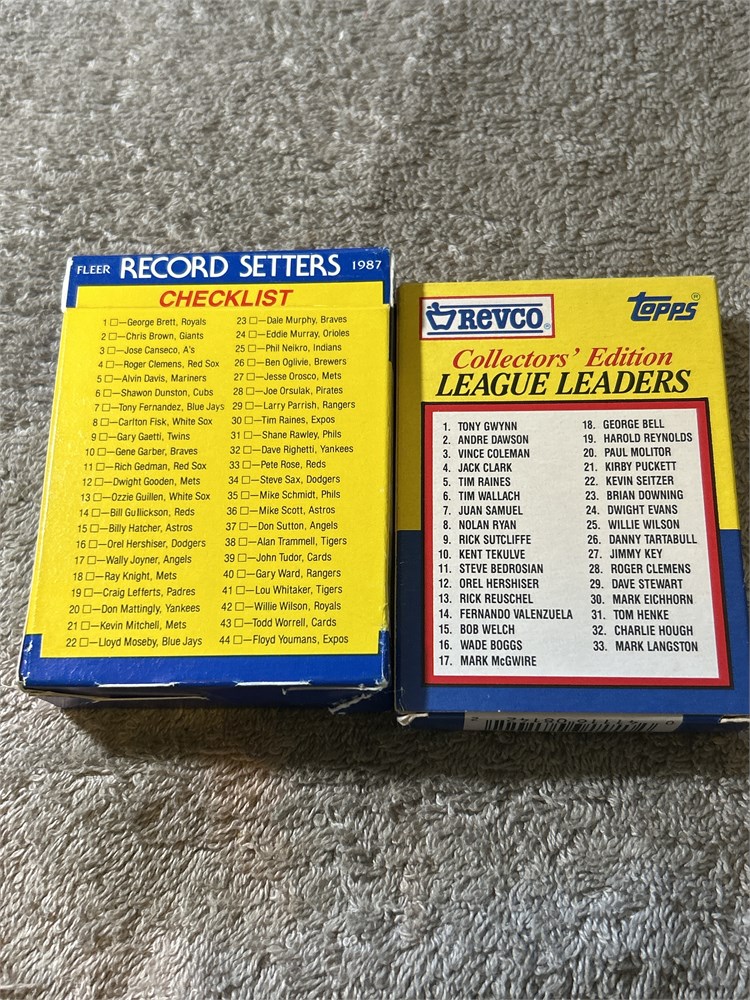 FLEER RECORD SETTERS 1987
CHECKLIST
1 □—George Brett, Royals
2 □—Chris Brown, Giants
3 □—Jose Canseco, A's
4 □—Roger Clemens, Red Sox
5 □—Alvin Davis, Mariners
6 □—Shawon Dunston, Cubs
7 □—Tony Fernandez, Blue Jays
8 □—Carlton Fisk, White Sox
9 □—Gary Gaetti, Twins
10 □—Gene Garber, Braves
11 □—Rich Gedman, Red Sox
12 □—Dwight Gooden, Mets
13 □—Ozzie Guillen, White Sox
14 □—Bill Gullickson, Reds
15 □—Billy Hatcher, Astros
16 □—Orel Hershiser, Dodgers
17 □—Wally Joyner, Angels
18 □—Ray Knight, Mets
19 □—Craig Lefferts, Padres
20 □—Don Mattingly, Yankees
21 □—Kevin Mitchell, Mets
22 □—Lloyd Moseby, Blue Jays
23 □—Dale Murphy, Braves
24 □—Eddie Murray, Orioles
25 □—Phil Neikro, Indians
26 □—Ben Oglivie, Brewers
27 □—Jesse Orosco, Mets
28 □—Joe Orsulak, Pirates
29 □—Larry Parrish, Rangers
30 □—Tim Raines, Expos
31 □—Shane Rawley, Phils
32 □—Dave Righetti, Yankees
33 □—Pete Rose, Reds
34 □—Steve Sax, Dodgers
35 □—Mike Schmidt, Phils
36 □—Mike Scott, Astros
37 □—Don Sutton, Angels
38 □—Alan Trammell, Tigers
39 □—John Tudor, Cards
40 □—Gary Ward, Rangers
41 □—Lou Whitaker, Tigers
42 □—Willie Wilson, Royals
43 □—Todd Worrell, Cards
44 □—Floyd Youmans, Expos
REVCO®
topps®
Collectors' Edition
LEAGUE LEADERS
1. TONY GWYNN
2. ANDRE DAWSON
3. VINCE COLEMAN
4. JACK CLARK
5. TIM RAINES
6. TIM WALLACH
7. JUAN SAMUEL
8. NOLAN RYAN
9. RICK SUTCLIFFE
10. KENT TEKULVE
11. STEVE BEDROSIAN
12. OREL HERSHISER
13. RICK REUSCHEL
14. FERNANDO VALENZUELA
15. BOB WELCH
16. WADE BOGGS
17. MARK McGWIRE
18. GEORGE BELL
19. HAROLD REYNOLDS
20. PAUL MOLITOR
21. KIRBY PUCKETT
22. KEVIN SEITZER
23. BRIAN DOWNING
24. DWIGHT EVANS
25. WILLIE WILSON
26. DANNY TARTABULL
27. JIMMY KEY
28. ROGER CLEMENS
29. DAVE STEWART
30. MARK EICHHORN
31. TOM HENKE
32. CHARLIE HOUGH
33. MARK LANGSTON